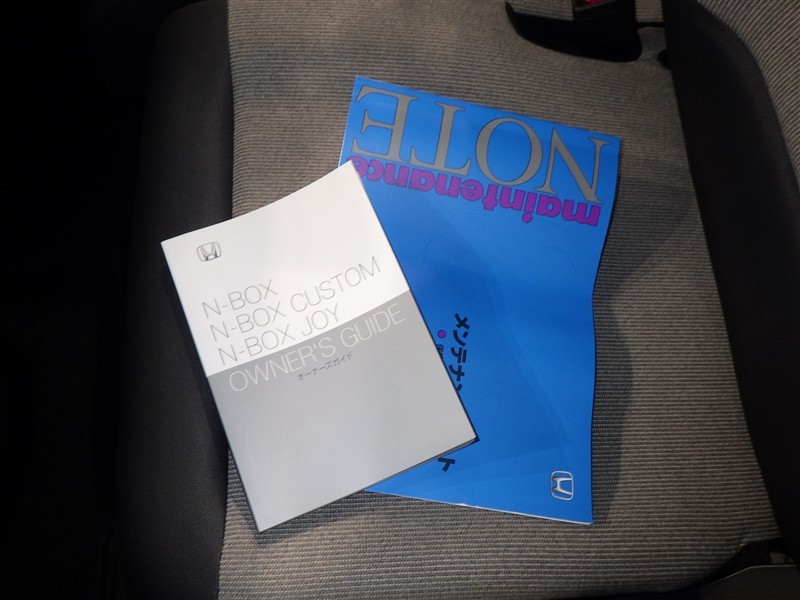 NOTE
maintenance
メンテナン
ト
N-BOX
N-BOX CUSTOM
N-BOX JOY
OWNER'S GUIDE
オーナーズガイド